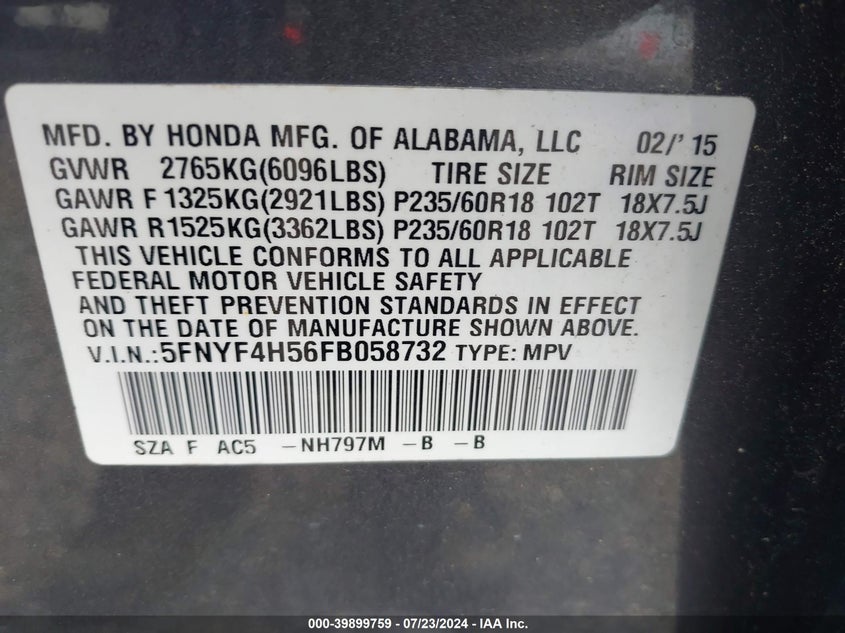 MFD. BY HONDA MFG. OF ALABAMA, LLC 02/' 15
GVWR 2765KG(6096LBS) TIRE SIZE RIM SIZE
GAWR F 1325KG(2921LBS) P235/60R18 102T 18X7.5J
GAWR R1525KG(3362LBS) P235/60R18 102T 18X7.5J
THIS VEHICLE CONFORMS TO ALL APPLICABLE
FEDERAL MOTOR VEHICLE SAFETY
AND THEFT PREVENTION STANDARDS IN EFFECT
ON THE DATE OF MANUFACTURE SHOWN ABOVE.
V.I.N.:5FNYF4H56FB058732 TYPE: MPV
SZA F AC5 -NH797M -B -B
000-39899759 - 07/23/2024 - IAAI.com